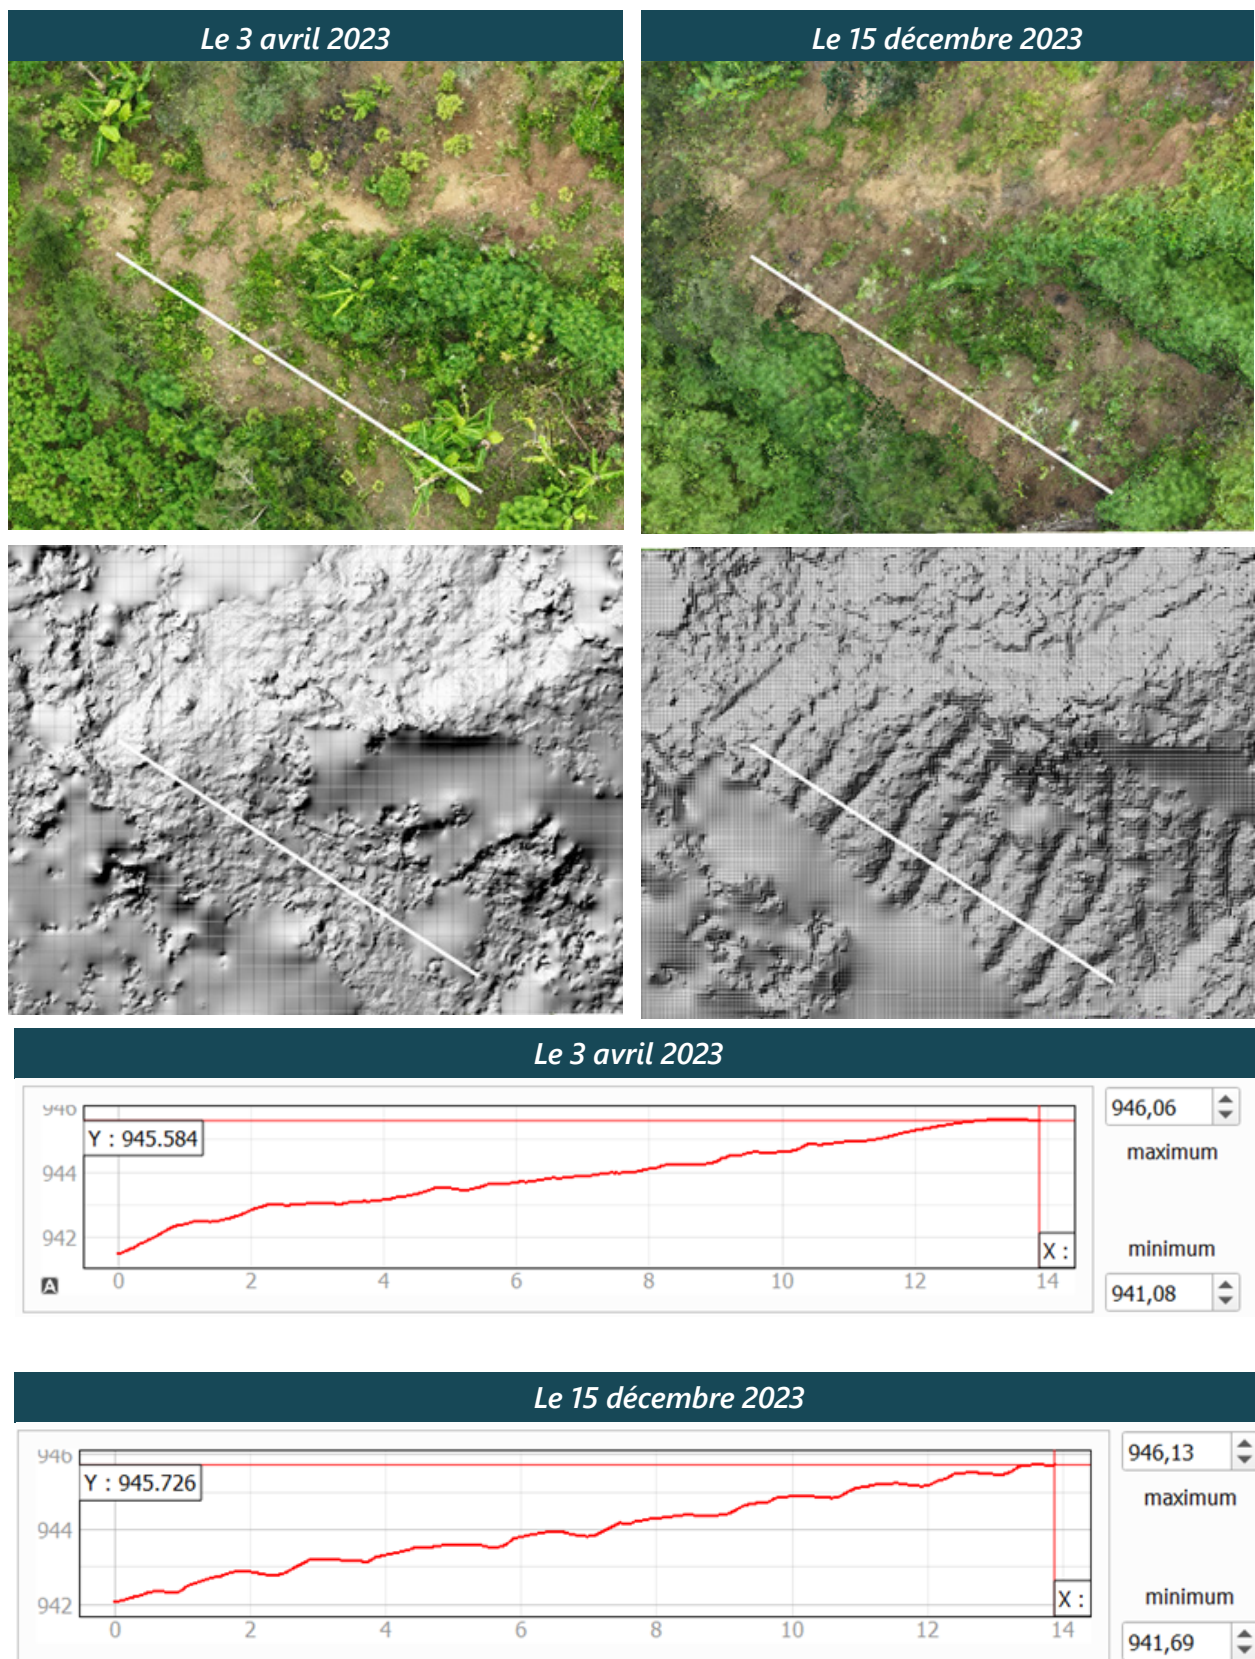 Le 3 avril 2023
Le 15 décembre 2023
Le 3 avril 2023
946
Y : 945.584
944
942
X :
0 2 4 6 8 10 12 14
A
946,06
maximum
minimum
941,08
Le 15 décembre 2023
946
Y : 945.726
944
942
X :
0 2 4 6 8 10 12 14
946,13
maximum
minimum
941,69